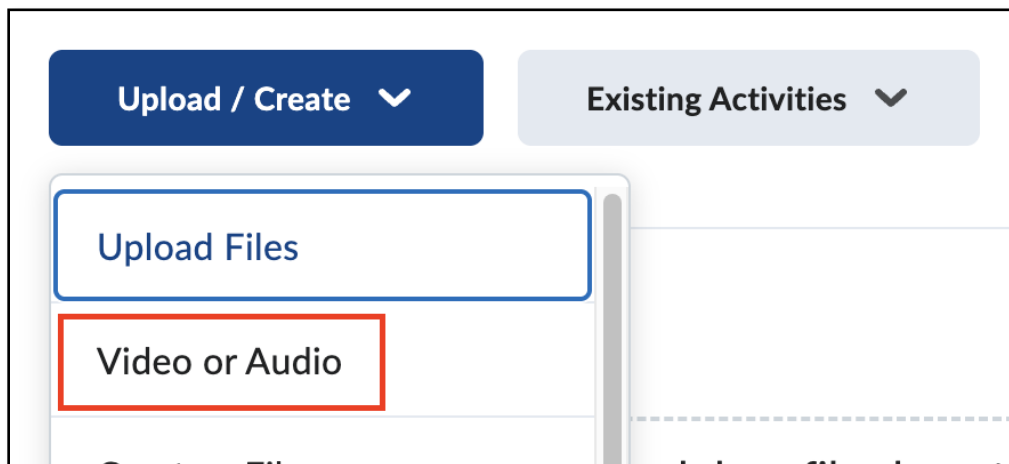 Upload / Create
Existing Activities
Upload Files
Video or Audio